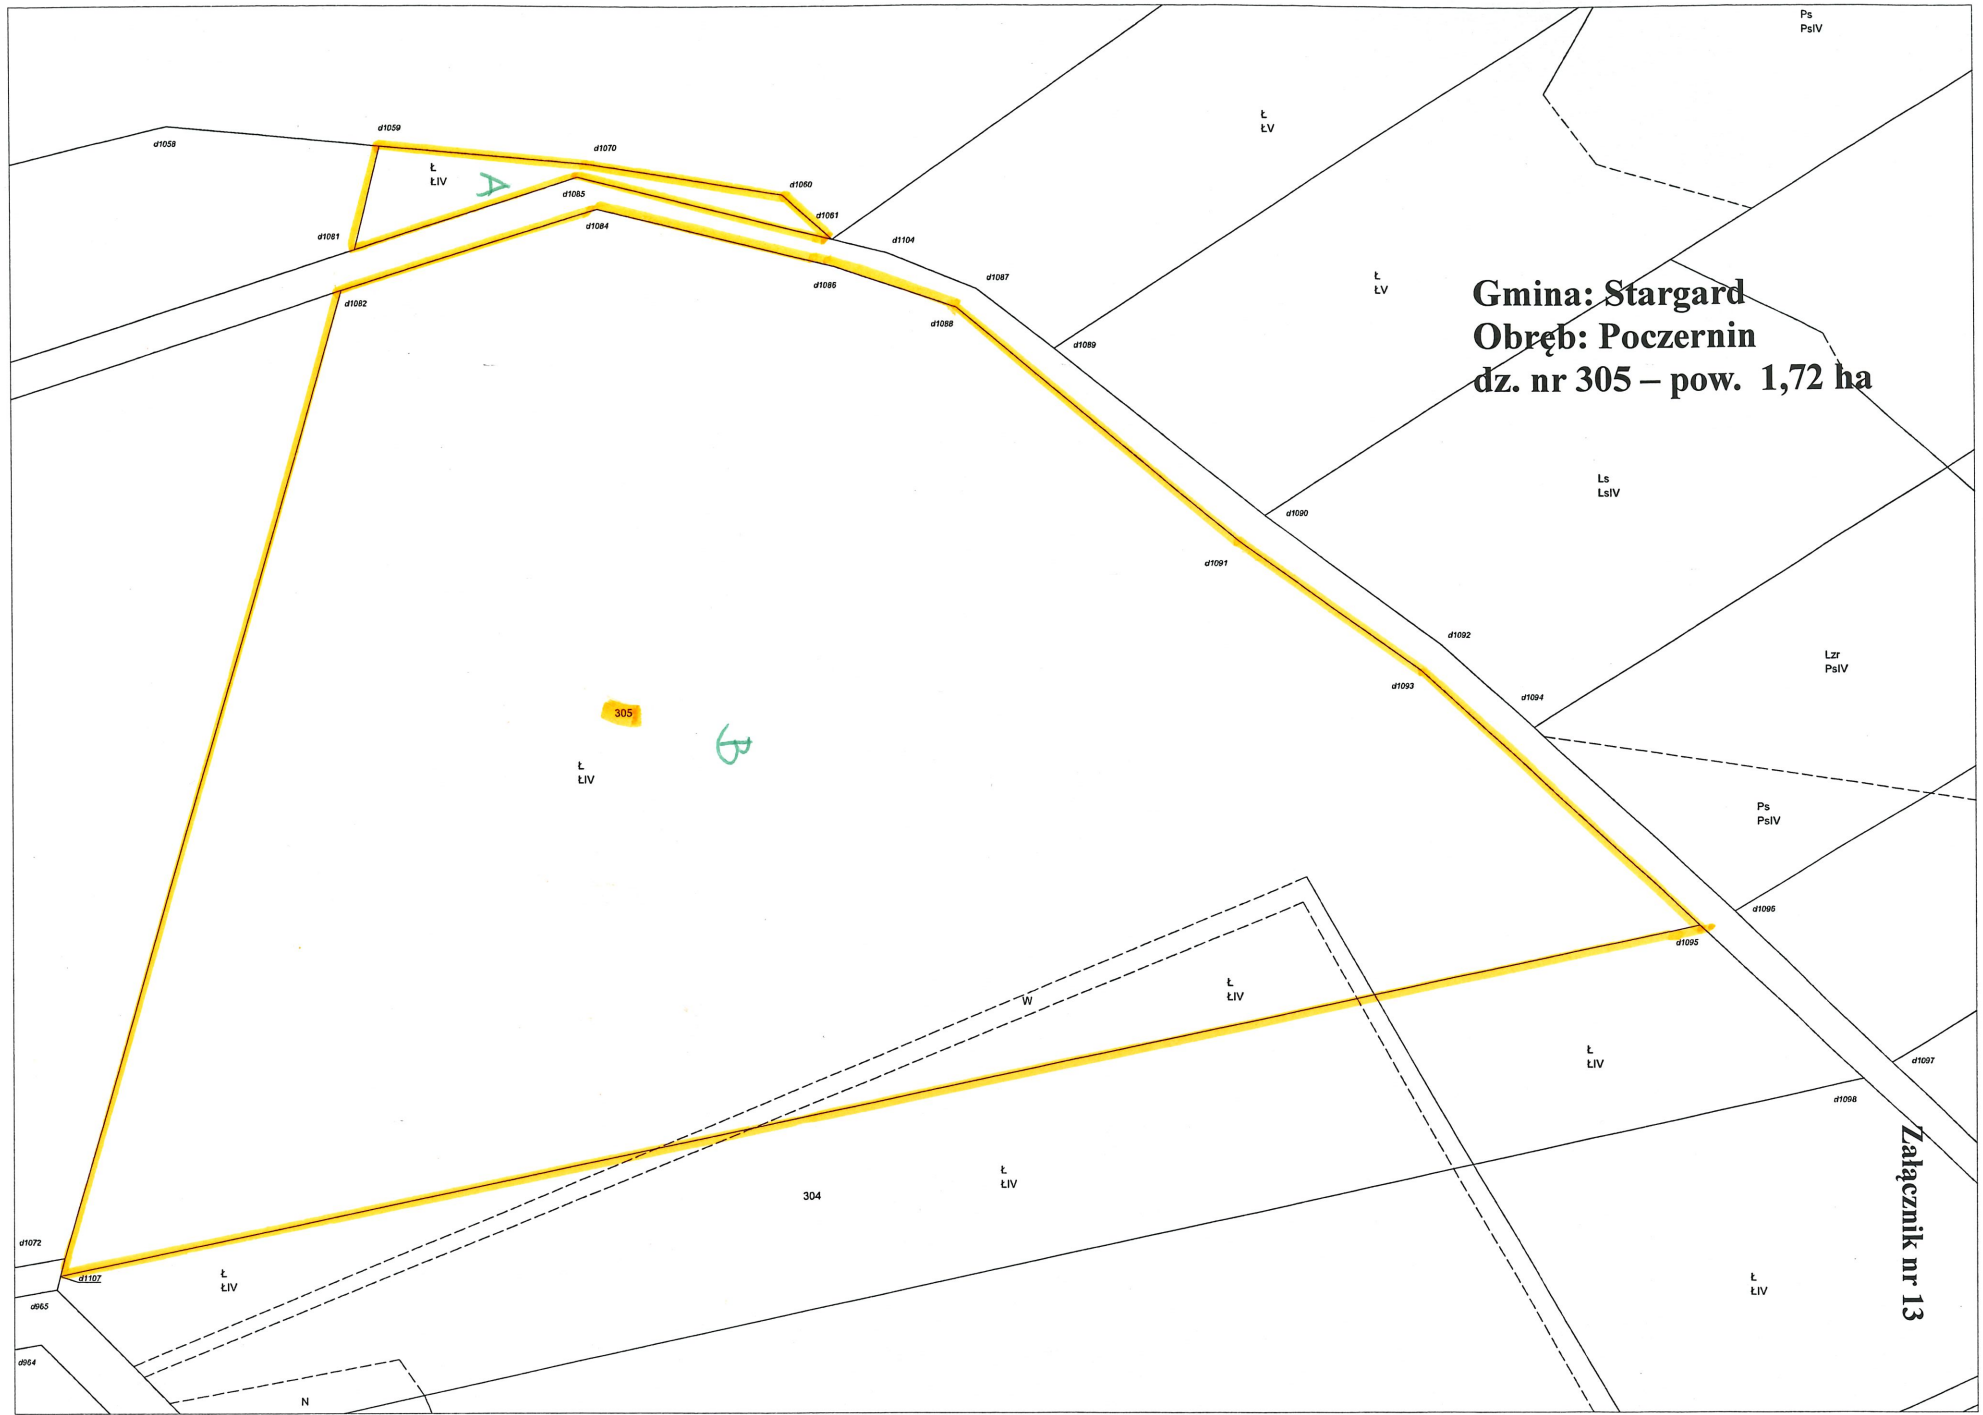 Ps
PsIV
d1059
d1058
d1070
Ł
ŁIV
A
d1085
d1060
d1061
d1081
d1084
d1104
Ł
ŁV
d1087
d1082
d1086
d1088
d1089
Ł
ŁV
Gmina: Stargard
Obręb: Poczernin
dz. nr 305 – pow. 1,72 ha
Ls
LsIV
d1090
d1091
d1092
d1093
d1094
Lzr
PsIV
305
B
Ł
ŁIV
Ps
PsIV
d1095
d1095
W
Ł
ŁIV
Ł
ŁIV
d1097
d1098
Załącznik nr 13
304
Ł
ŁIV
d1072
d1107
Ł
ŁIV
Ł
ŁIV
d965
d964
N